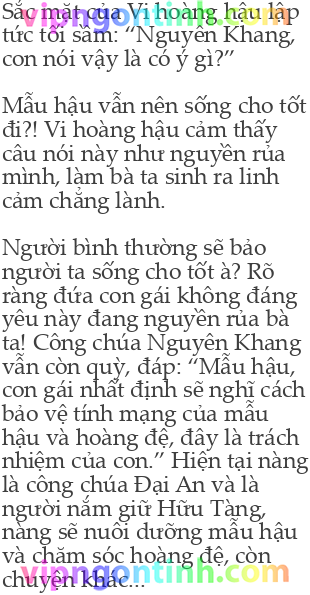 Sắc mặt của Vi hoàng hậu lập
tức tối sầm: “Nguyên Khang,
con nói vậy là có ý gì?”
Mẫu hậu vẫn nên sống cho tốt
đi?! Vi hoàng hậu cảm thấy
câu nói này như nguyền rủa
mình, làm bà ta sinh ra linh
cảm chẳng lành.
Người bình thường sẽ bảo
người ta sống cho tốt à? Rõ
ràng đứa con gái không đáng
yêu này đang nguyền rủa bà
ta! Công chúa Nguyên Khang
vẫn còn quỳ, đáp: “Mẫu hậu,
con gái nhất định sẽ nghĩ cách
bảo vệ tính mạng của mẫu
hậu và hoàng đệ, đây là trách
nhiệm của con.” Hiện tại nàng
là công chúa Đại An và là
người nắm giữ Hữu Tàng,
nàng sẽ nuôi dưỡng mẫu hậu
và chăm sóc hoàng đệ, còn
chuyện khác...
vipngontinh.com
vipngontinh.com